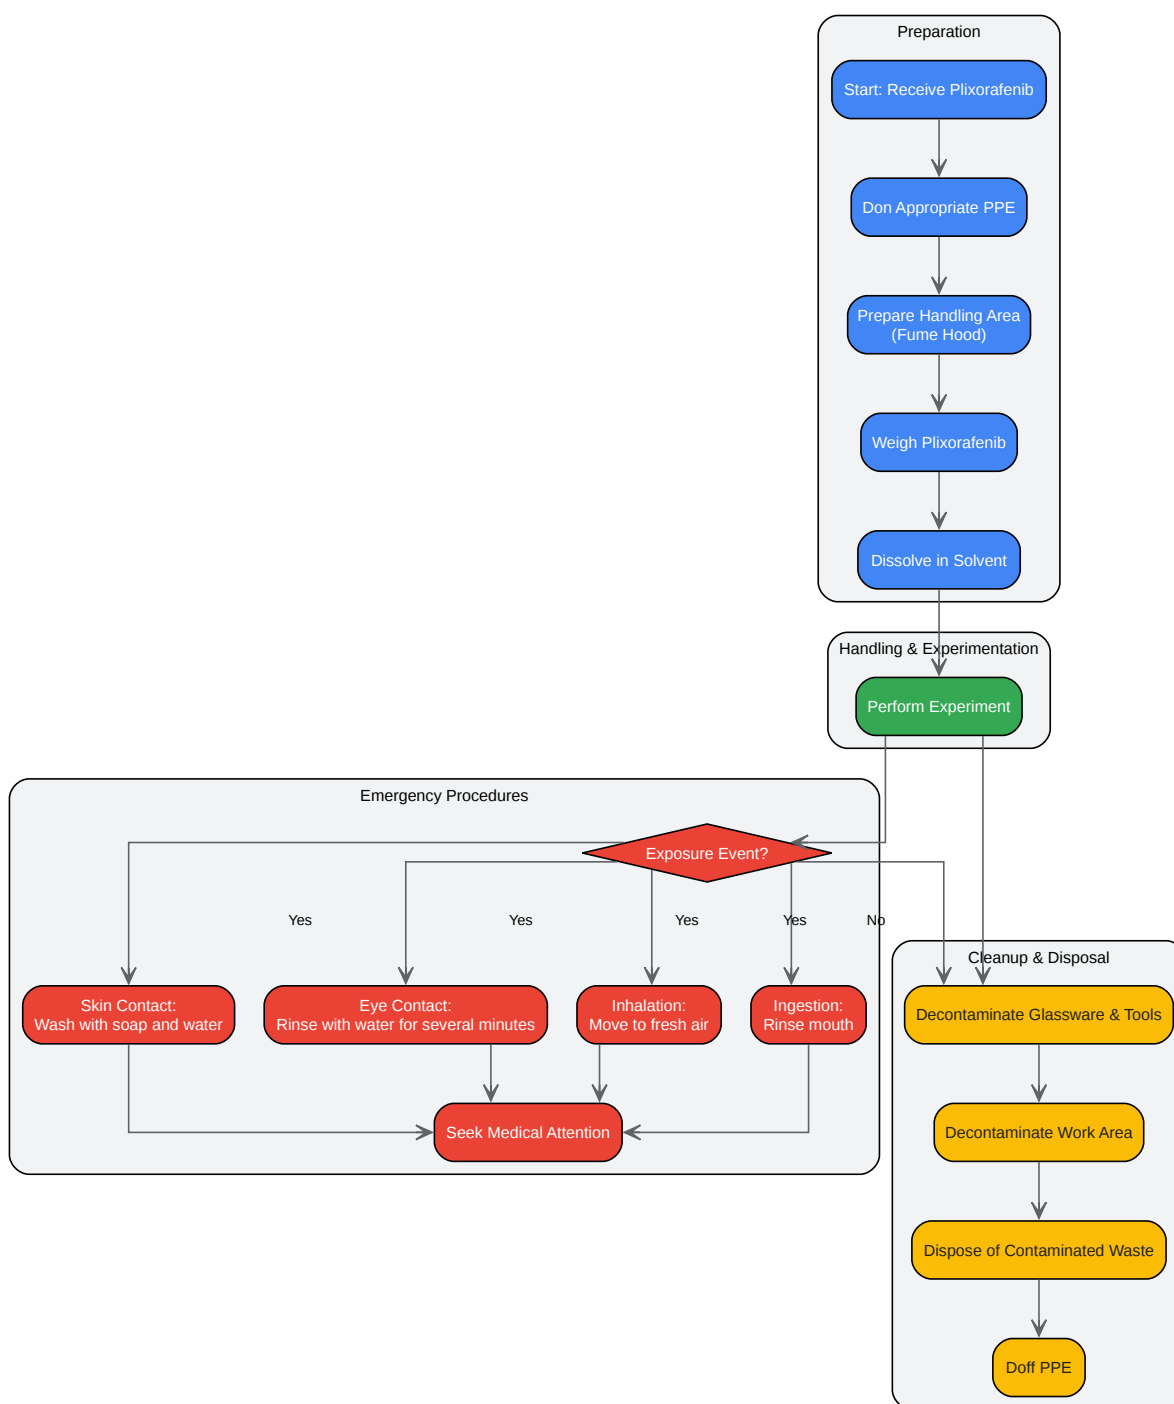 Preparation
Start: Receive Plixorafenib
Don Appropriate PPE
Prepare Handling Area
(Fume Hood)
Weigh Plixorafenib
Dissolve in Solvent
Handling & Experimentation
Perform Experiment
Emergency Procedures
Exposure Event?
Yes
Yes
Yes
Yes
No
Skin Contact:
Wash with soap and water
Eye Contact:
Rinse with water for several minutes
Inhalation:
Move to fresh air
Ingestion:
Rinse mouth
Seek Medical Attention
Cleanup & Disposal
Decontaminate Glassware & Tools
Decontaminate Work Area
Dispose of Contaminated Waste
Doff PPE